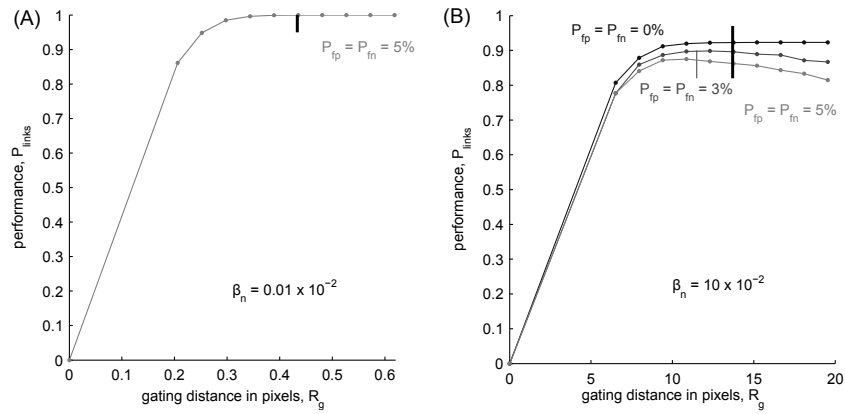 (A)
1
0.9
0.8
0.7
0.6
0.5
0.4
0.3
0.2
0.1
0
performance, P_links
P_fp = P_fn = 5%
β_n = 0.01 x 10^−2
0 0.1 0.2 0.3 0.4 0.5 0.6
gating distance in pixels, R_g
(B)
1
0.9
0.8
0.7
0.6
0.5
0.4
0.3
0.2
0.1
0
performance, P_links
P_fp = P_fn = 0%
P_fp = P_fn = 3%
P_fp = P_fn = 5%
β_n = 10 x 10^−2
0 5 10 15 20
gating distance in pixels, R_g